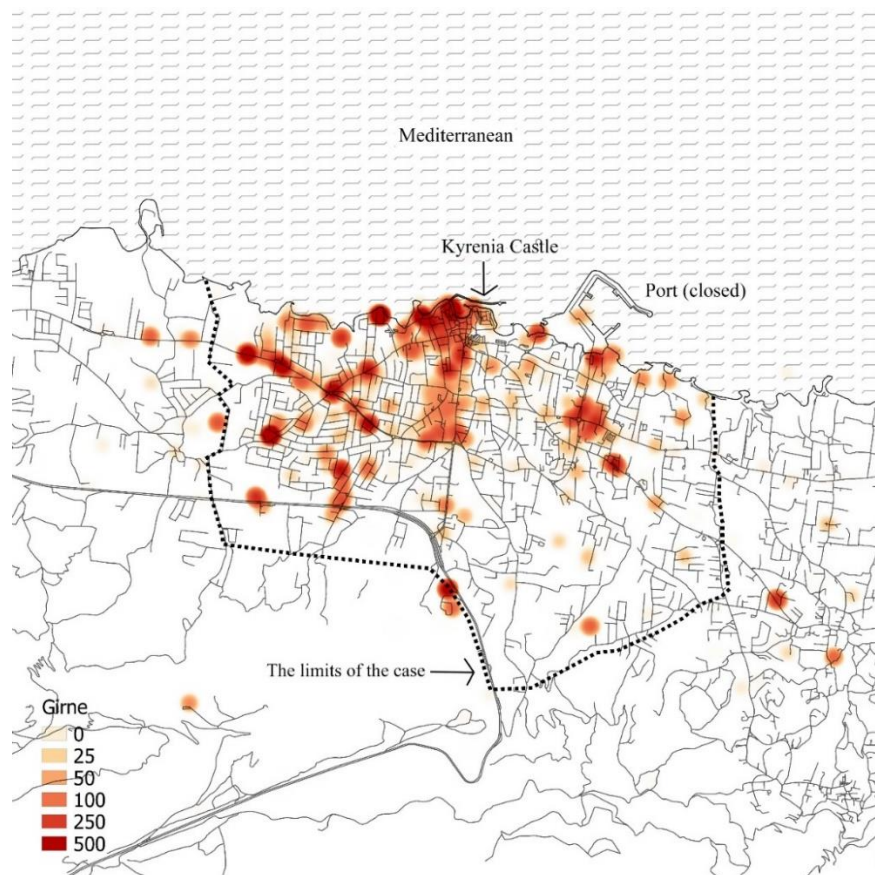 Mediterranean
Kyrenia Castle
Port (closed)
The limits of the case
Girne
0
25
50
100
250
500